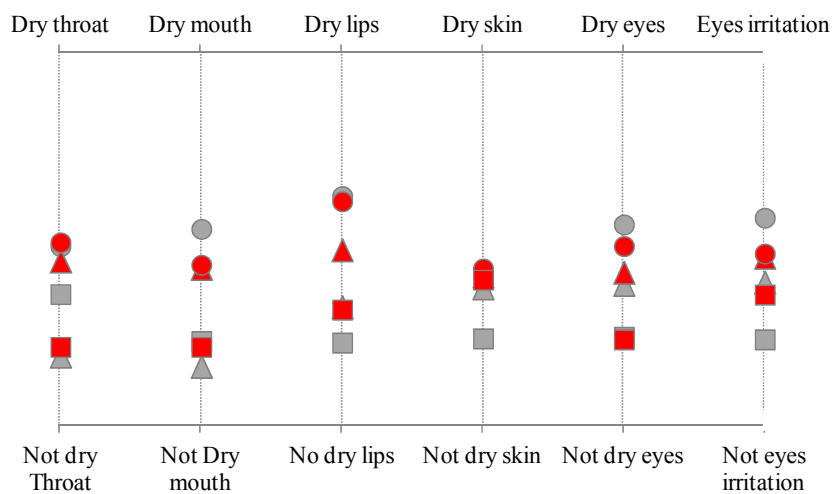 Dry throat
Dry mouth
Dry lips
Dry skin
Dry eyes
Eyes irritation
Not dry
Throat
Not Dry
mouth
No dry lips
Not dry skin
Not dry eyes
Not eyes
irritation